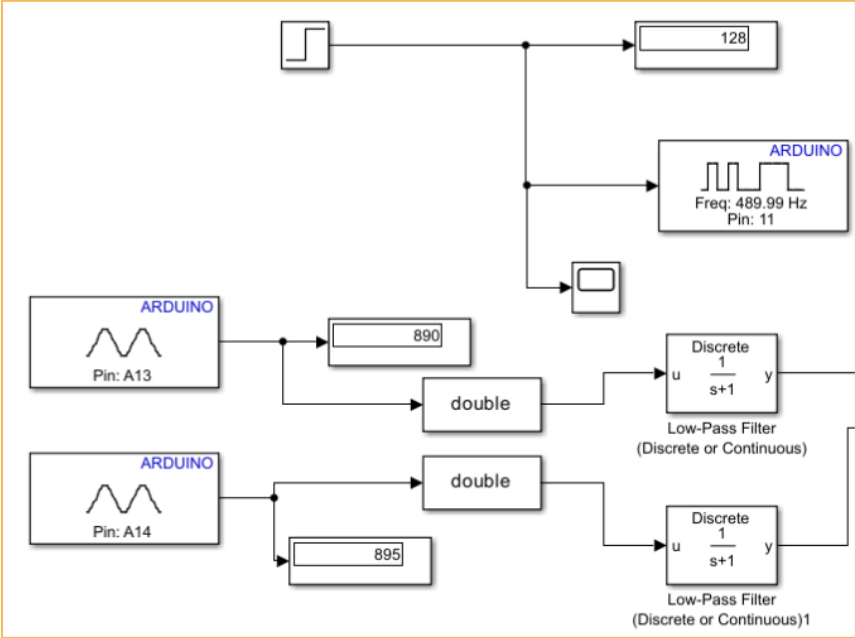 128
ARDUINO
Freq: 489.99 Hz
Pin: 11
ARDUINO
Pin: A13
890
double
Discrete
u
1
s+1
y
Low-Pass Filter
(Discrete or Continuous)
ARDUINO
Pin: A14
double
895
Discrete
u
1
s+1
y
Low-Pass Filter
(Discrete or Continuous)1